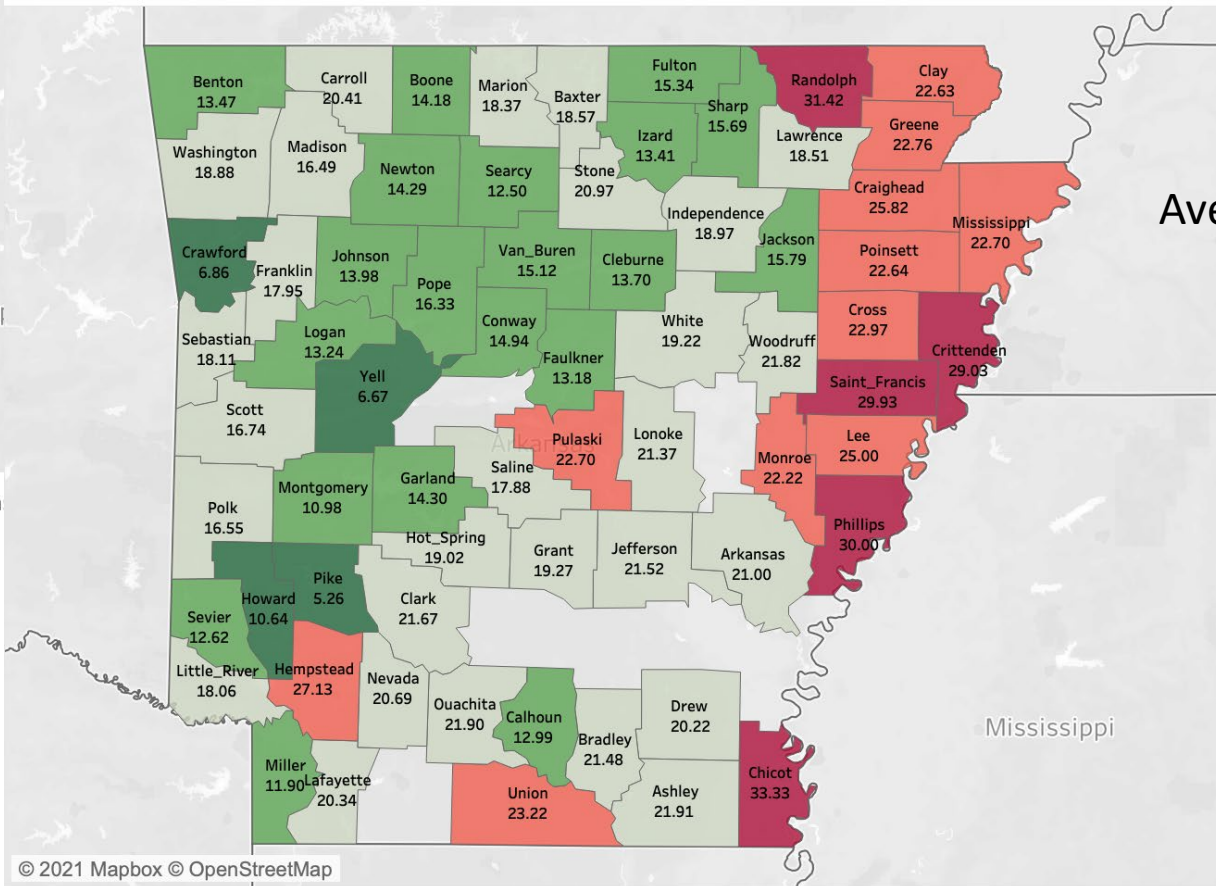 Benton
13.47
Carroll
20.41
Boone
14.18
Marion
18.37
Baxter
18.57
Fulton
15.34
Sharp
15.69
Randolph
31.42
Clay
22.63
Greene
22.76
Izard
13.41
Lawrence
18.51
Washington
18.88
Madison
16.49
Newton
14.29
Searcy
12.50
Stone
20.97
Craighead
25.82
Mississippi
22.70
Independence
18.97
Jackson
15.79
Poinsett
22.64
Ave
Crawford
6.86
Franklin
17.95
Johnson
13.98
Pope
16.33
Van_Buren
15.12
Cleburne
13.70
Cross
22.97
Sebastian
18.11
Logan
13.24
Conway
14.94
White
19.22
Woodruff
21.82
Crittenden
29.03
Yell
6.67
Faulkner
13.18
Saint_Francis
29.93
Scott
16.74
Arkansas
Pulaski
22.70
Lonoke
21.37
Lee
25.00
Monroe
22.22
Saline
17.88
Garland
14.30
Montgomery
10.98
Polk
16.55
Hot_Spring
19.02
Grant
19.27
Jefferson
21.52
Arkansas
21.00
Phillips
30.00
Howard
10.64
Pike
5.26
Clark
21.67
Sevier
12.62
Little_River
18.06
Hempstead
27.13
Nevada
20.69
Ouachita
21.90
Calhoun
12.99
Bradley
21.48
Drew
20.22
Mississippi
Miller
11.90
Lafayette
20.34
Union
23.22
Ashley
21.91
Chicot
33.33
© 2021 Mapbox © OpenStreetMap